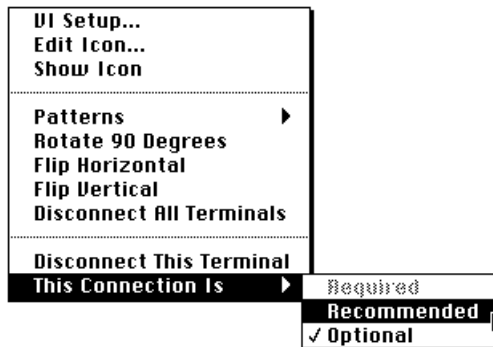 VI Setup...
Edit Icon...
Show Icon
Patterns
Rotate 90 Degrees
Flip Horizontal
Flip Vertical
Disconnect All Terminals
Disconnect This Terminal
This Connection Is
Required
Recommended
✓ Optional